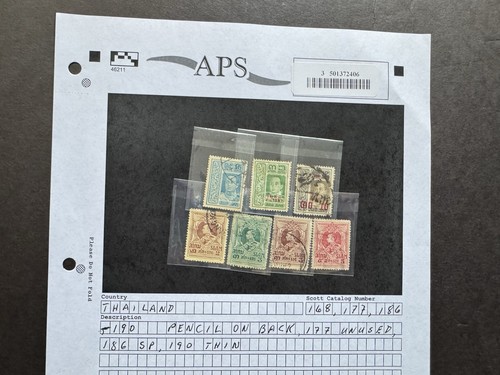 46211
APS
3 501372406
Please Do Not Fold
Country
Scott Catalog Number
THAILAND
168, 177, 186
Description
-190 PENCIL ON BACK, 177 UNUSED,
186 SP, 190 THIN